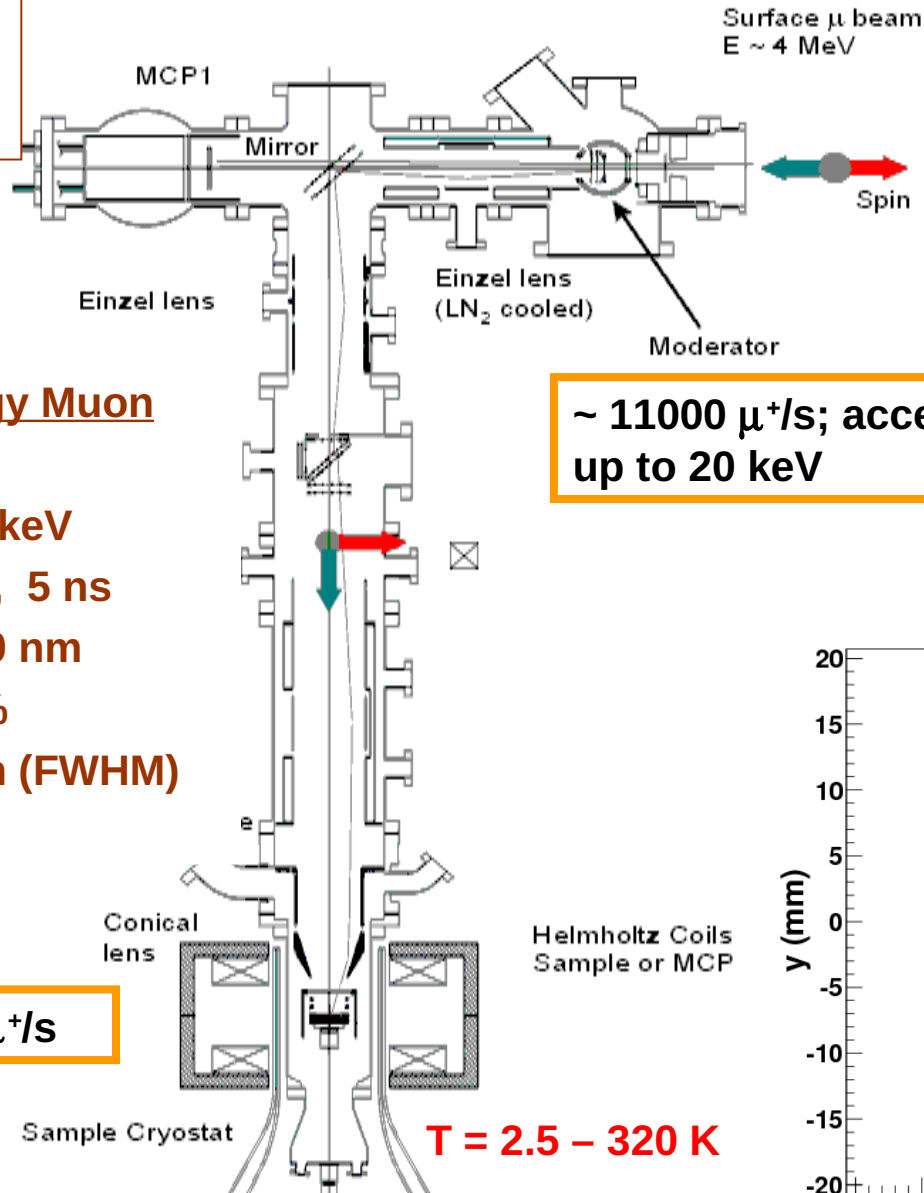 Surface μ beam
E ~ 4 MeV
MCP1
Mirror
Spin
Einzel lens
Einzel lens
(LN2 cooled)
Moderator
gy Muon
~ 11000 μ+/s; acce
up to 20 keV
keV
, 5 ns
0 nm
%
(FWHM)
e
20
15
10
5
0
-5
-10
-15
-20
y (mm)
Conical
lens
Helmholtz Coils
Sample or MCP
μ+/s
Sample Cryostat
T = 2.5 – 320 K